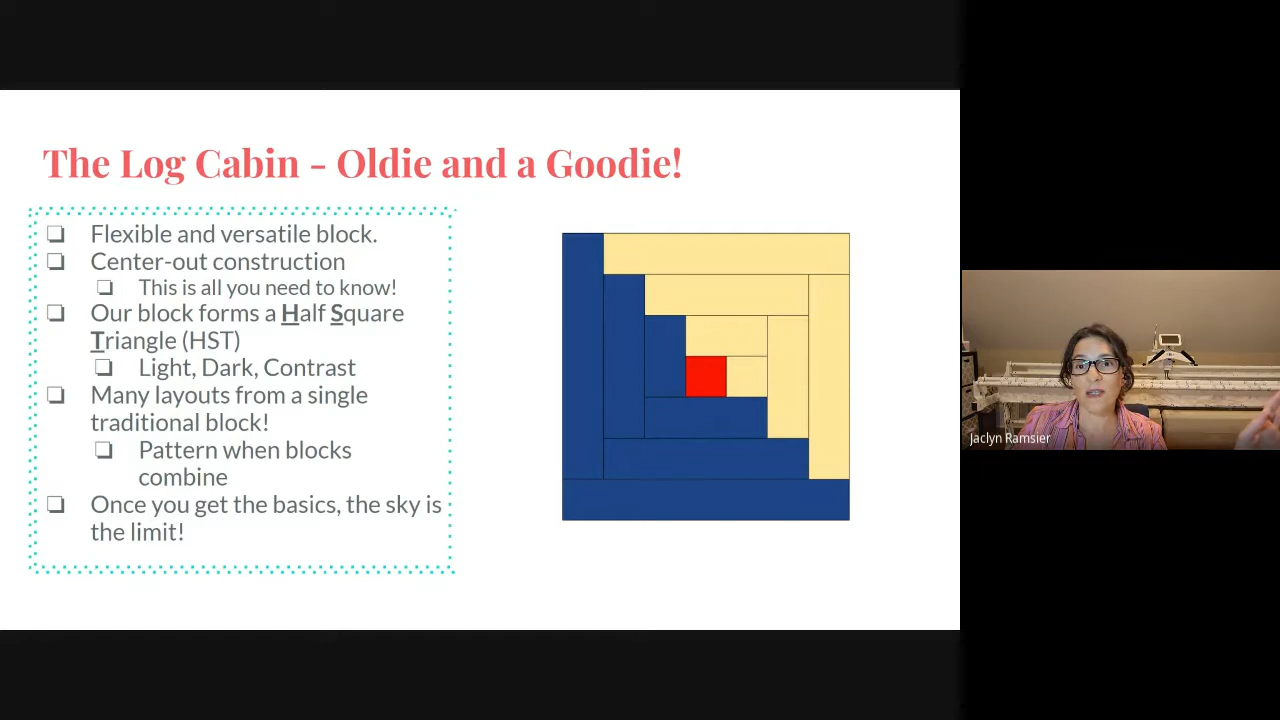 The Log Cabin - Oldie and a Goodie!
Flexible and versatile block.
Center-out construction
This is all you need to know!
Our block forms a Half Square
Triangle (HST)
Light, Dark, Contrast
Many layouts from a single
traditional block!
Pattern when blocks
combine
Once you get the basics, the sky is
the limit!
Jaclyn Ramsier